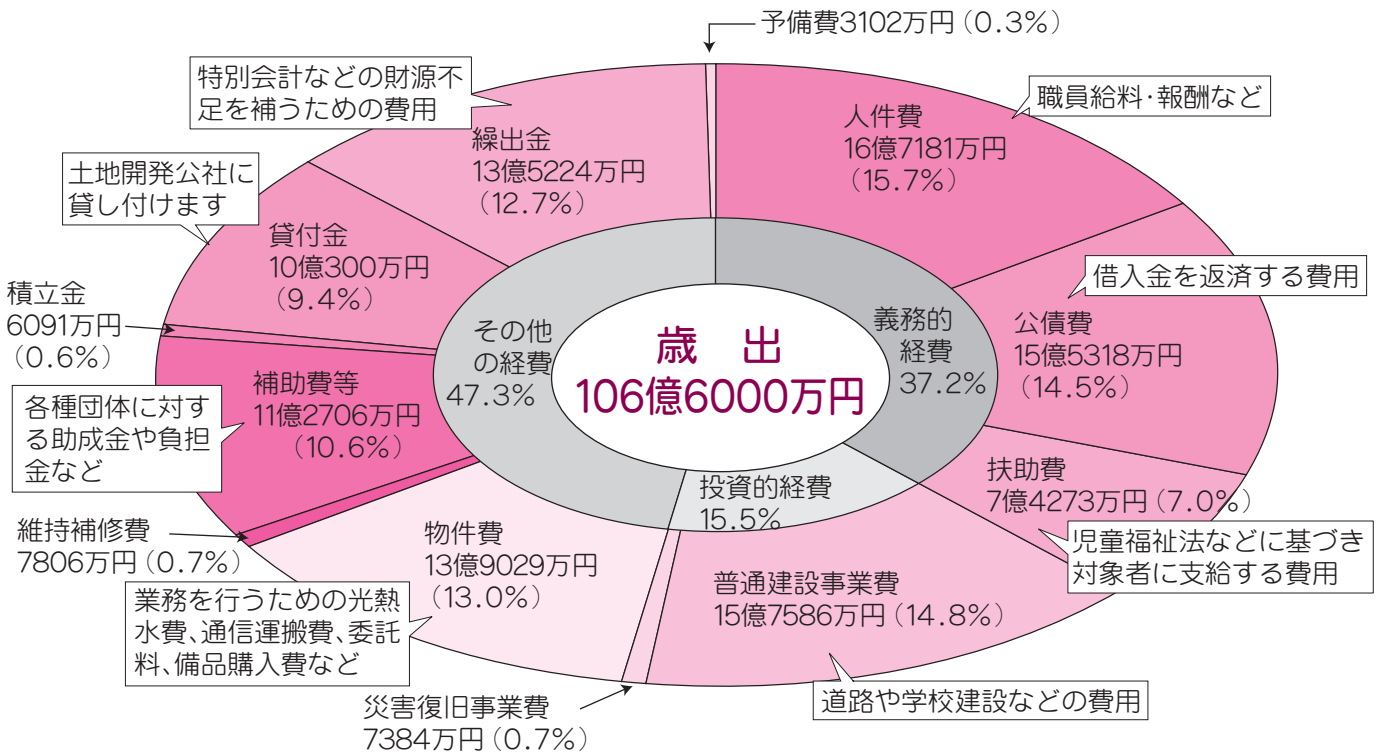 予備費3102万円(0.3%)
特別会計などの財源不
足を補うための費用
職員給料・報酬など
人件費
16億7181万円
(15.7%)
繰出金
13億5224万円
(12.7%)
土地開発公社に
貸し付けます
貸付金
10億300万円
(9.4%)
借入金を返済する費用
公債費
15億5318万円
(14.5%)
積立金
6091万円
(0.6%)
その他
の経費
47.3%
歳 出
106億6000万円
義務的
経費
37.2%
補助費等
11億2706万円
(10.6%)
各種団体に対す
る助成金や負担
金など
扶助費
7億4273万円(7.0%)
児童福祉法などに基づき
対象者に支給する費用
投資的経費
15.5%
維持補修費
7806万円(0.7%)
物件費
13億9029万円
(13.0%)
業務を行うための光熱
水費、通信運搬費、委託
料、備品購入費など
普通建設事業費
15億7586万円(14.8%)
道路や学校建設などの費用
災害復旧事業費
7384万円(0.7%)